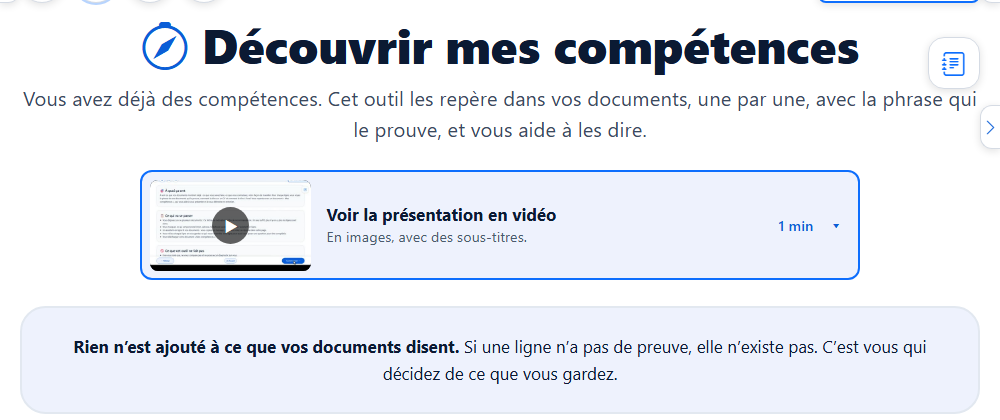 Découvrir mes compétences
Vous avez déjà des compétences. Cet outil les repère dans vos documents, une par une, avec la phrase qui
le prouve, et vous aide à les dire.
Voir la présentation en vidéo
En images, avec des sous-titres.
1 min
Rien n’est ajouté à ce que vos documents disent. Si une ligne n’a pas de preuve, elle n’existe pas. C’est vous qui
décidez de ce que vous gardez.